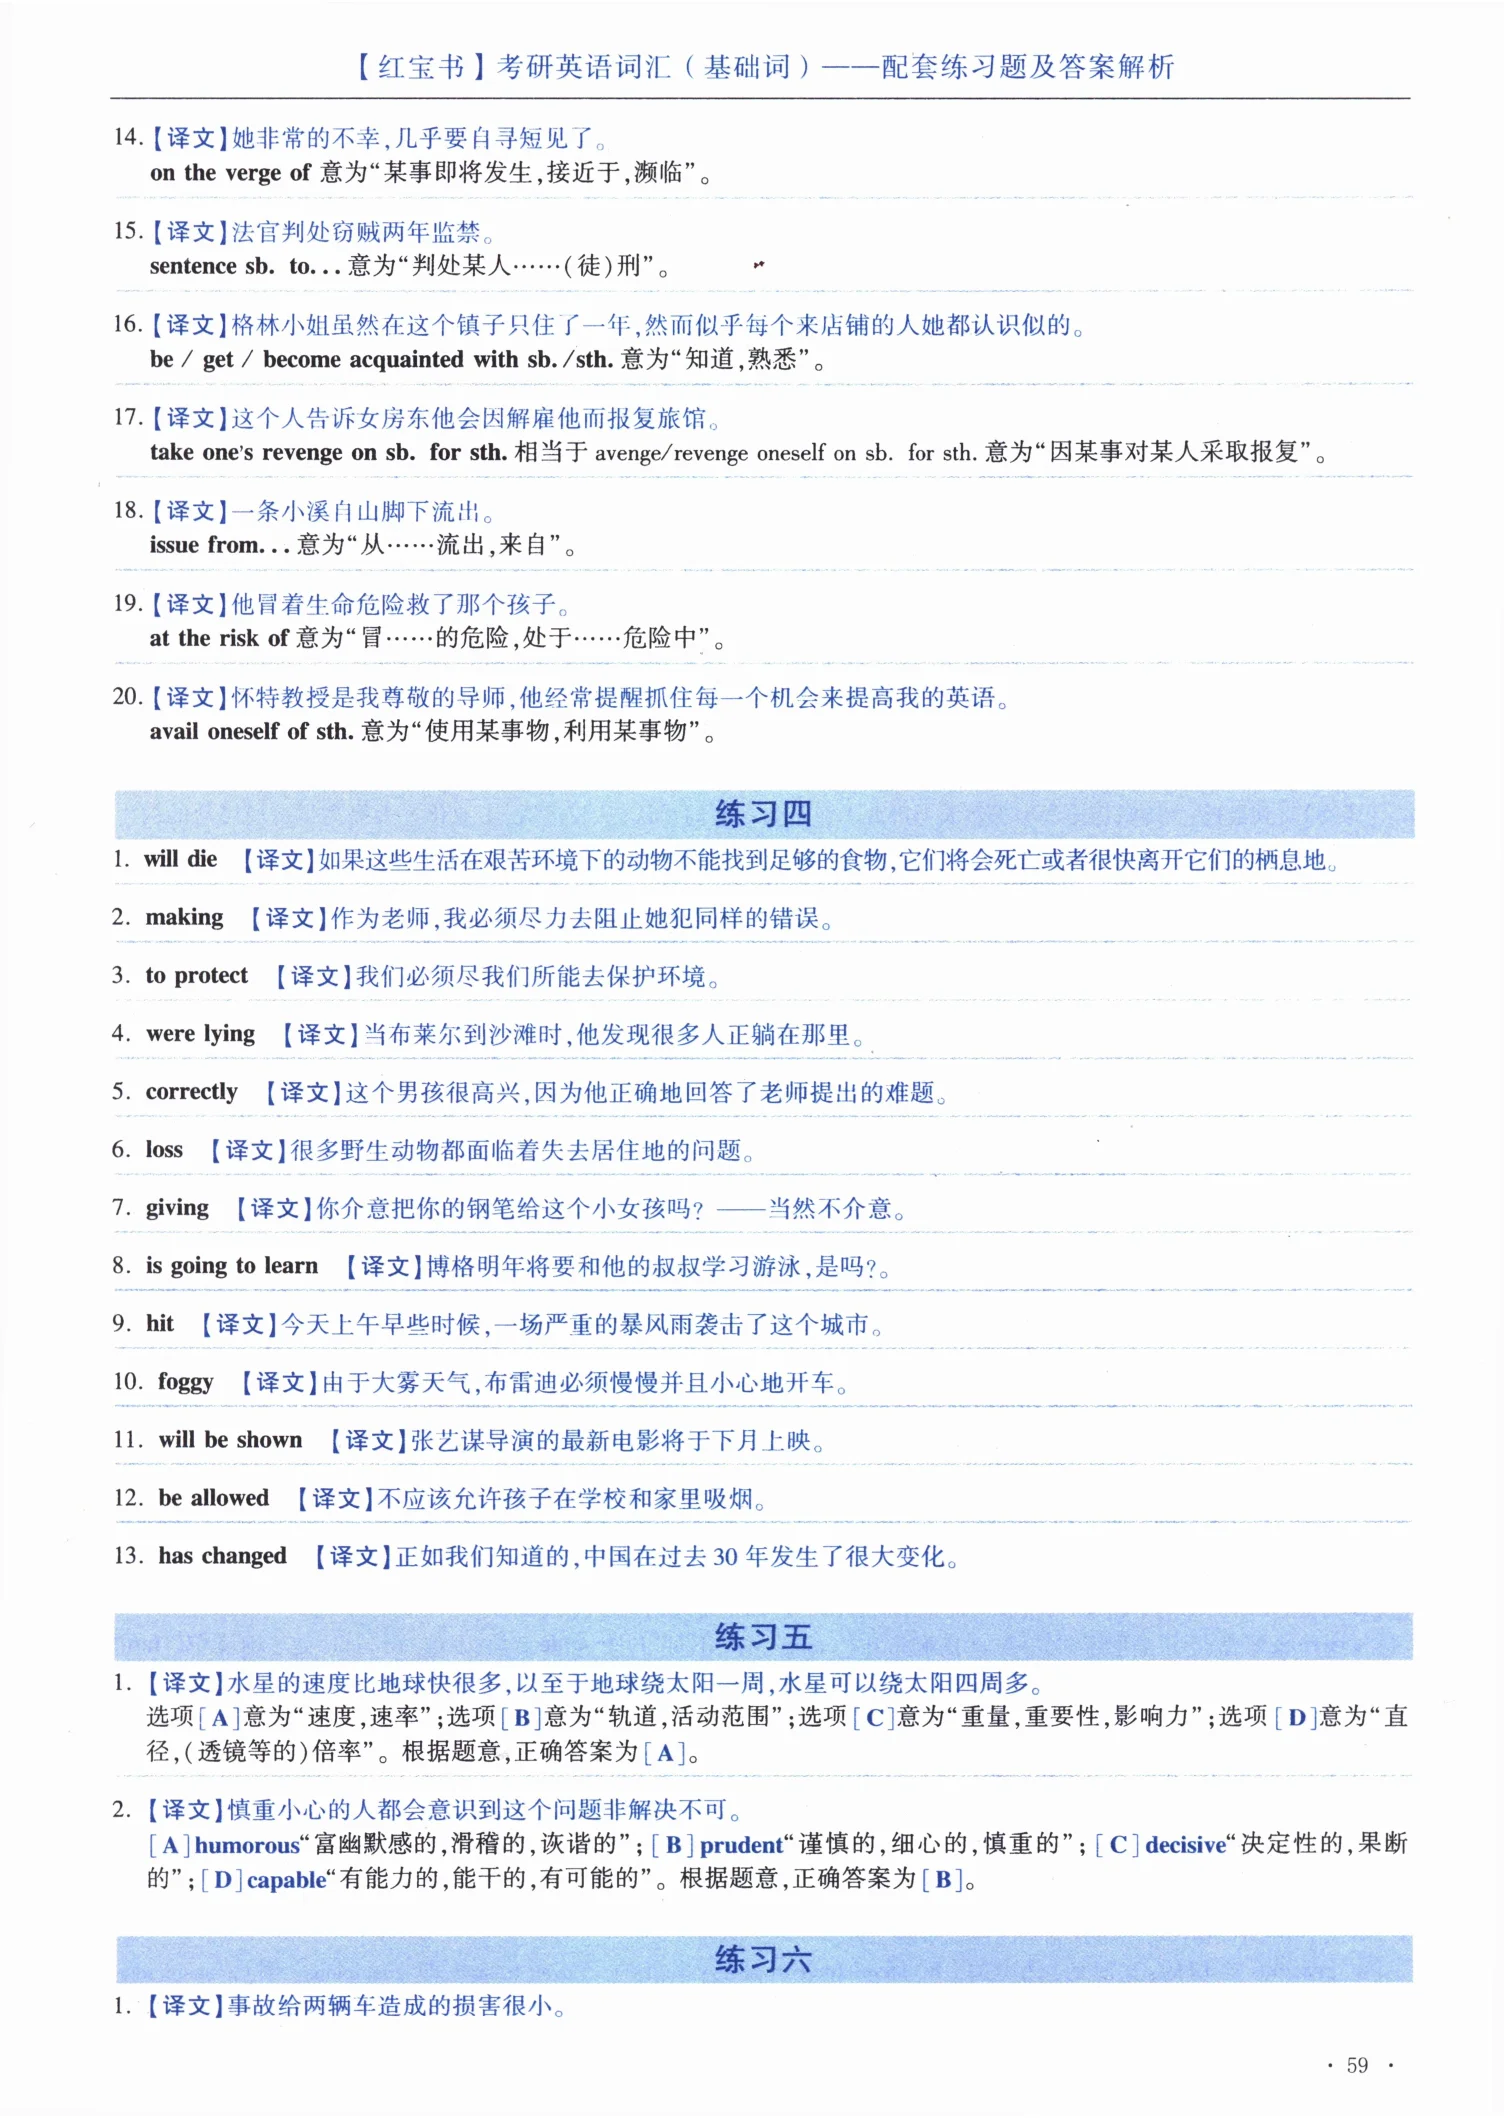 【红宝书】考研英语词汇(基础词)——配套练习题及答案解析
14.【译文】她非常的不幸,几乎要自寻短见了。
on the verge of 意为“某事即将发生,接近于,濒临”。
15.【译文】法官判处窃贼两年监禁。
sentence sb. to... 意为“判处某人……(徒)刑”。
16.【译文】格林小姐虽然在这个镇子只住了一年,然而似乎每个来店铺的人她都认识似的。
be / get / become acquainted with sb. /sth. 意为“知道,熟悉”。
17.【译文】这个人告诉女房东他会因解雇他而报复旅馆。
take one's revenge on sb. for sth. 相当于 avenge/revenge oneself on sb. for sth. 意为“因某事对某人采取报复”。
18.【译文】一条小溪自山脚下流出。
issue from... 意为“从……流出,来自”。
19.【译文】他冒着生命危险救了那个孩子。
at the risk of 意为“冒……的危险,处于……危险中”。
20.【译文】怀特教授是我尊敬的导师,他经常提醒抓住每一个机会来提高我的英语。
avail oneself of sth. 意为“使用某事物,利用某事物”。
练习四
1. will die 【译文】如果这些生活在艰苦环境下的动物不能找到足够的食物,它们将会死亡或者很快离开它们的栖息地。
2. making 【译文】作为老师,我必须尽力去阻止她犯同样的错误。
3. to protect 【译文】我们必须尽我们所能去保护环境。
4. were lying 【译文】当布莱尔到沙滩时,他发现很多人正躺在那里。
5. correctly 【译文】这个男孩很高兴,因为他正确地回答了老师提出的难题。
6. loss 【译文】很多野生动物都面临着失去居住地的问题。
7. giving 【译文】你介意把你的钢笔给这个小女孩吗? ——当然不介意。
8. is going to learn 【译文】博格明年将要和他的叔叔学习游泳,是吗?。
9. hit 【译文】今天上午早些时候,一场严重的暴风雨袭击了这个城市。
10. foggy 【译文】由于大雾天气,布雷迪必须慢慢并且小心地开车。
11. will be shown 【译文】张艺谋导演的最新电影将于下月上映。
12. be allowed 【译文】不应该允许孩子在学校和家里吸烟。
13. has changed 【译文】正如我们知道的,中国在过去 30 年发生了很大变化。
练习五
1.【译文】水星的速度比地球快很多,以至于地球绕太阳一周,水星可以绕太阳四周多。
选项[A]意为“速度,速率”;选项[B]意为“轨道,活动范围”;选项[C]意为“重量,重要性,影响力”;选项[D]意为“直
径,(透镜等的)倍率”。根据题意,正确答案为[A]。
2.【译文】慎重小心的人都会意识到这个问题非解决不可。
[A]humorous“富幽默感的,滑稽的,诙谐的”;[B]prudent“谨慎的,细心的,慎重的”;[C]decisive“决定性的,果断
的”;[D]capable“有能力的,能干的,有可能的”。根据题意,正确答案为[B]。
练习六
1.【译文】事故给两辆车造成的损害很小。
· 59 ·